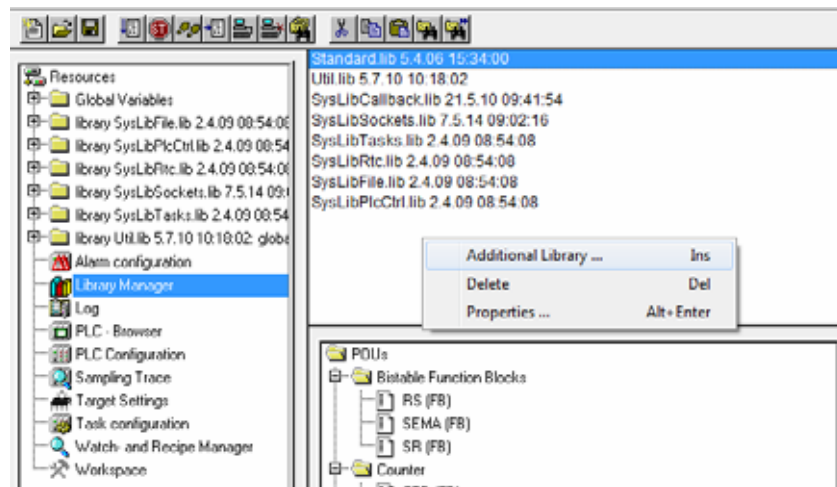 Resources
Global Variables
library SysLibFile.lib 2.4.09 08:54:08
library SysLibPlcCtrl.lib 2.4.09 08:54
library SysLibRtc.lib 2.4.09 08:54:08
library SysLibSockets.lib 7.5.14 09:
library SysLibTasks.lib 2.4.09 08:54
library Util.lib 5.7.10 10:18:02: globa
Alarm configuration
Library Manager
Log
PLC - Browser
PLC Configuration
Sampling Trace
Target Settings
Task configuration
Watch- and Recipe Manager
Workspace
Standard.lib 5.4.06 15:34:00
Util.lib 5.7.10 10:18:02
SysLibCallback.lib 21.5.10 09:41:54
SysLibSockets.lib 7.5.14 09:02:16
SysLibTasks.lib 2.4.09 08:54:08
SysLibRtc.lib 2.4.09 08:54:08
SysLibFile.lib 2.4.09 08:54:08
SysLibPlcCtrl.lib 2.4.09 08:54:08
Additional Library ... Ins
Delete Del
Properties ... Alt+Enter
POUs
Bistable Function Blocks
RS (FB)
SEMA (FB)
SR (FB)
Counter